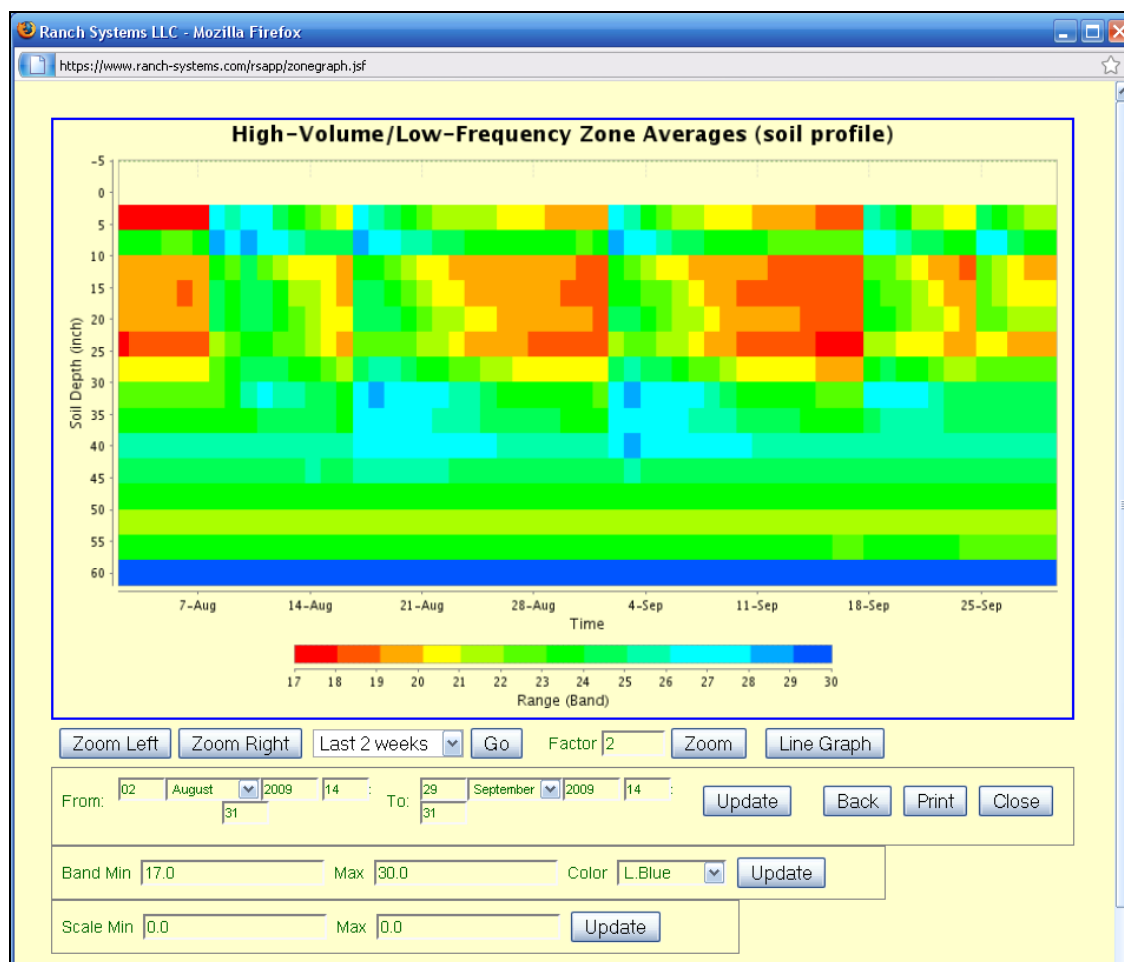 Ranch Systems LLC - Mozilla Firefox
https://www.ranch-systems.com/rsapp/zonegraph.jsf
High-Volume/Low-Frequency Zone Averages (soil profile)
-5
0
5
10
15
20
25
30
35
40
45
50
55
60
Soil Depth (inch)
7-Aug 14-Aug 21-Aug 28-Aug 4-Sep 11-Sep 18-Sep 25-Sep
Time
17 18 19 20 21 22 23 24 25 26 27 28 29 30
Range (Band)
Zoom Left Zoom Right Last 2 weeks Go Factor 2 Zoom Line Graph
From: 02 August 2009 14 : 31 To: 29 September 2009 14 : 31 Update Back Print Close
Band Min 17.0 Max 30.0 Color L.Blue Update
Scale Min 0.0 Max 0.0 Update